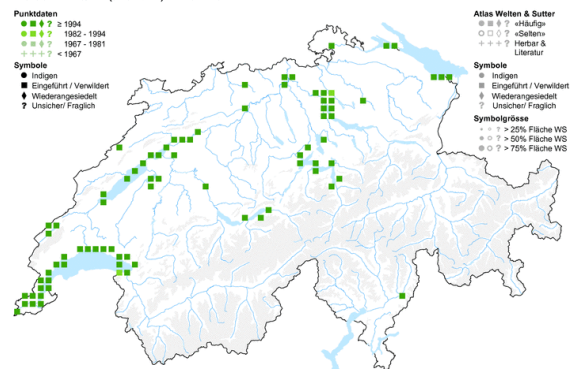 Punktdaten
≥ 1994
1982 - 1994
1967 - 1981
< 1967
Symbole
Indigen
Eingeführt / Verwildert
Wiederangesiedelt
? Unsicher/ Fraglich
Atlas Welten & Sutter
«Häufig»
«Selten»
Herbar &
Literatur
Symbole
Indigen
Eingeführt / Verwildert
Wiederangesiedelt
? Unsicher/ Fraglich
Symbolgrösse
? > 25% Fläche WS
? > 50% Fläche WS
? > 75% Fläche WS